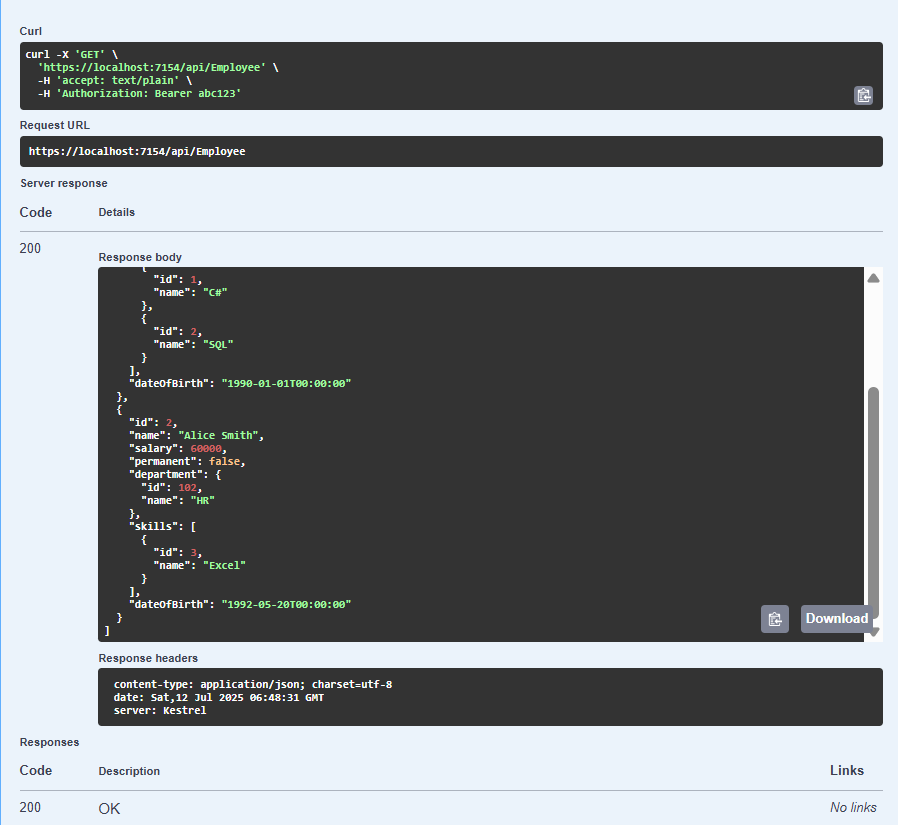 Curl
curl -X 'GET' \
  'https://localhost:7154/api/Employee' \
  -H 'accept: text/plain' \
  -H 'Authorization: Bearer abc123'
Request URL
https://localhost:7154/api/Employee
Server response
Code Details
200
Response body
      {
        "id": 1,
        "name": "C#"
      },
      {
        "id": 2,
        "name": "SQL"
      }
    ],
    "dateOfBirth": "1990-01-01T00:00:00"
  },
  {
    "id": 2,
    "name": "Alice Smith",
    "salary": 60000,
    "permanent": false,
    "department": {
      "id": 102,
      "name": "HR"
    },
    "skills": [
      {
        "id": 3,
        "name": "Excel"
      }
    ],
    "dateOfBirth": "1992-05-20T00:00:00"
  }
]
Download
Response headers
content-type: application/json; charset=utf-8
date: Sat,12 Jul 2025 06:48:31 GMT
server: Kestrel
Responses
Code Description Links
200 OK No links